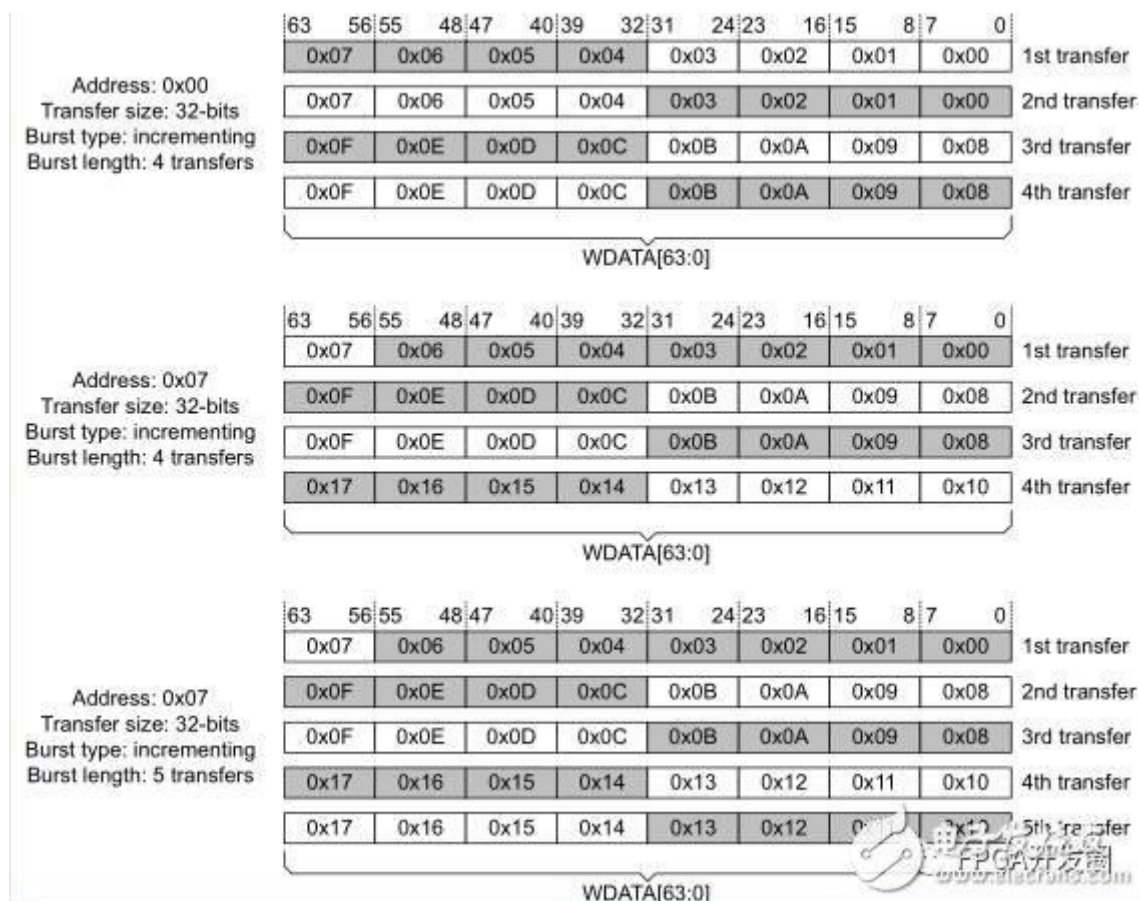 63 56 55 48 47 40 39 32 31 24 23 16 15 8 7 0
0x07 0x06 0x05 0x04 0x03 0x02 0x01 0x00 1st transfer
Address: 0x00
Transfer size: 32-bits
Burst type: incrementing
Burst length: 4 transfers
0x07 0x06 0x05 0x04 0x03 0x02 0x01 0x00 2nd transfer
0x0F 0x0E 0x0D 0x0C 0x0B 0x0A 0x09 0x08 3rd transfer
0x0F 0x0E 0x0D 0x0C 0x0B 0x0A 0x09 0x08 4th transfer
WDATA[63:0]
63 56 55 48 47 40 39 32 31 24 23 16 15 8 7 0
0x07 0x06 0x05 0x04 0x03 0x02 0x01 0x00 1st transfer
Address: 0x07
Transfer size: 32-bits
Burst type: incrementing
Burst length: 4 transfers
0x0F 0x0E 0x0D 0x0C 0x0B 0x0A 0x09 0x08 2nd transfer
0x0F 0x0E 0x0D 0x0C 0x0B 0x0A 0x09 0x08 3rd transfer
0x17 0x16 0x15 0x14 0x13 0x12 0x11 0x10 4th transfer
WDATA[63:0]
63 56 55 48 47 40 39 32 31 24 23 16 15 8 7 0
0x07 0x06 0x05 0x04 0x03 0x02 0x01 0x00 1st transfer
Address: 0x07
Transfer size: 32-bits
Burst type: incrementing
Burst length: 5 transfers
0x0F 0x0E 0x0D 0x0C 0x0B 0x0A 0x09 0x08 2nd transfer
0x0F 0x0E 0x0D 0x0C 0x0B 0x0A 0x09 0x08 3rd transfer
0x17 0x16 0x15 0x14 0x13 0x12 0x11 0x10 4th transfer
0x17 0x16 0x15 0x14 0x13 0x12 5th transfer
FPGA开发圈
www.elecfans.com
WDATA[63:0]